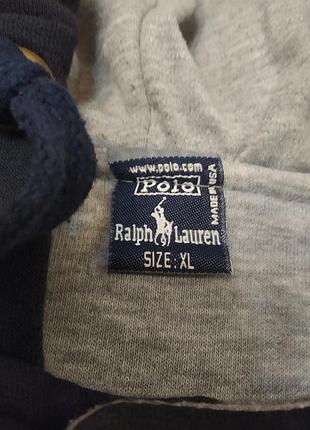 www.polo.com
Polo
Ralph Lauren
SIZE: XL
MADE IN USA